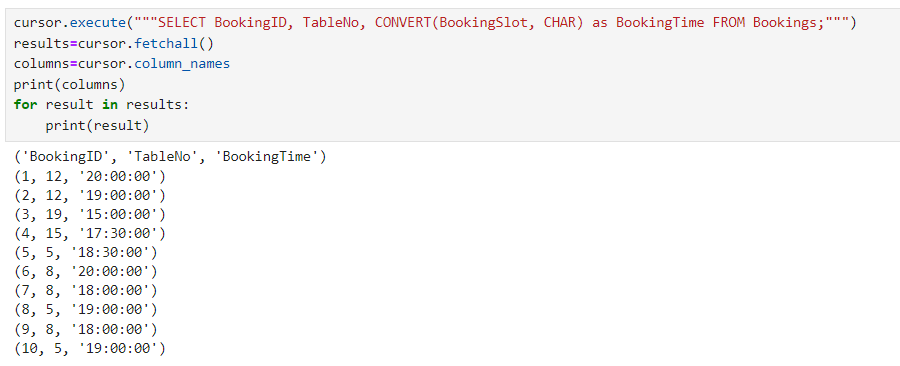 cursor.execute("""SELECT BookingID, TableNo, CONVERT(BookingSlot, CHAR) as BookingTime FROM Bookings;""")
results=cursor.fetchall()
columns=cursor.column_names
print(columns)
for result in results:
    print(result)
('BookingID', 'TableNo', 'BookingTime')
(1, 12, '20:00:00')
(2, 12, '19:00:00')
(3, 19, '15:00:00')
(4, 15, '17:30:00')
(5, 5, '18:30:00')
(6, 8, '20:00:00')
(7, 8, '18:00:00')
(8, 5, '19:00:00')
(9, 8, '18:00:00')
(10, 5, '19:00:00')